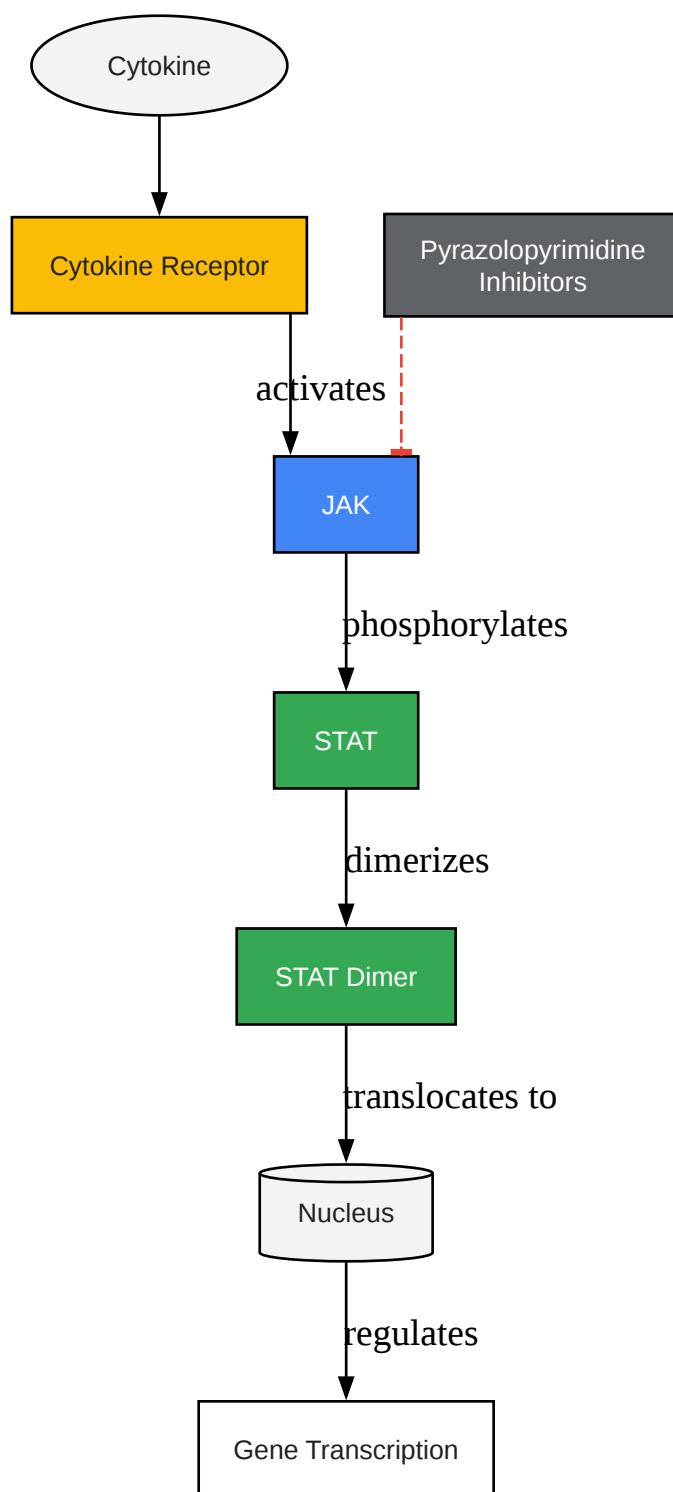 Cytokine
Cytokine Receptor
Pyrazolopyrimidine
Inhibitors
activates
JAK
phosphorylates
STAT
dimerizes
STAT Dimer
translocates to
Nucleus
regulates
Gene Transcription